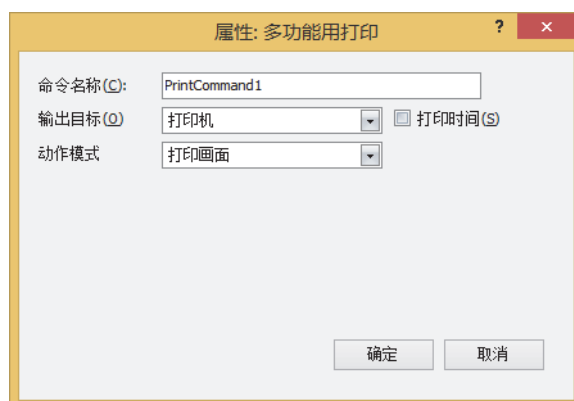 属性: 多功能用打印
? ×
命令名称(C): PrintCommand1
输出目标(O) 打印机 打印时间(S)
动作模式 打印画面
确定 取消